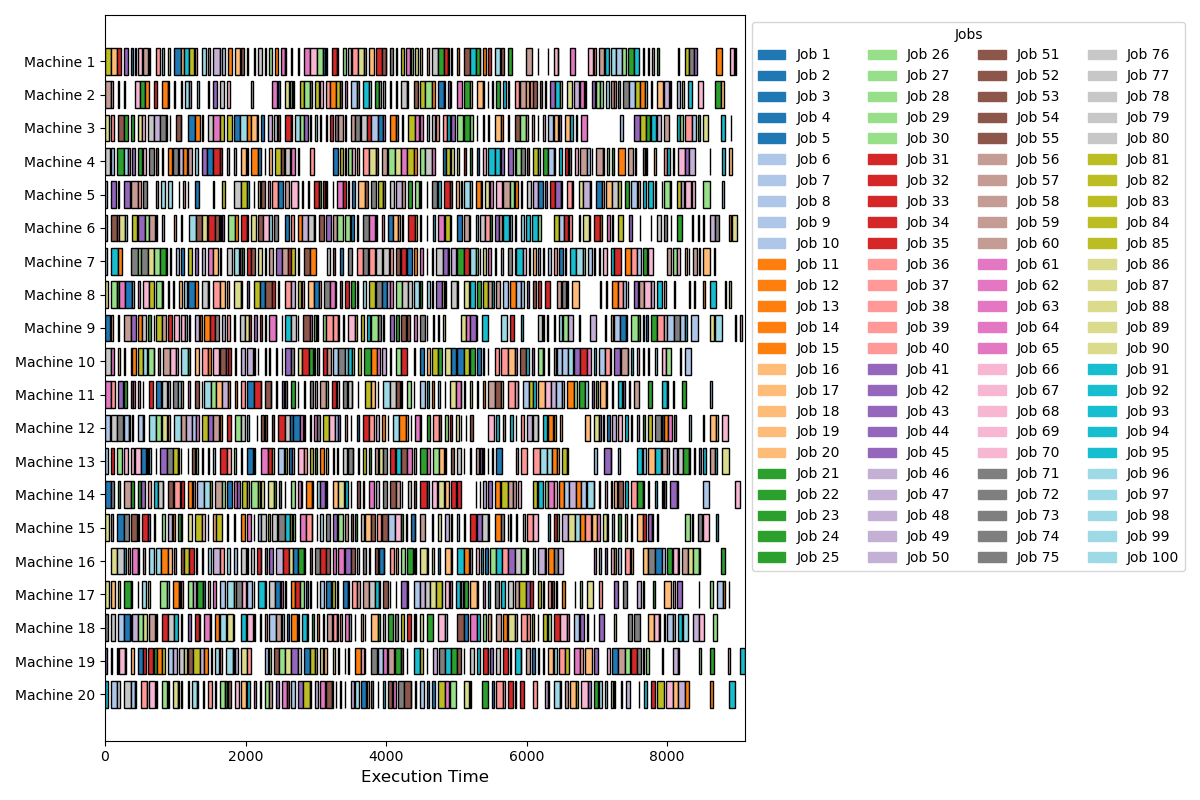 Machine 1
Machine 2
Machine 3
Machine 4
Machine 5
Machine 6
Machine 7
Machine 8
Machine 9
Machine 10
Machine 11
Machine 12
Machine 13
Machine 14
Machine 15
Machine 16
Machine 17
Machine 18
Machine 19
Machine 20
0 2000 4000 6000 8000
Execution Time
Jobs
Job 1 Job 26 Job 51 Job 76
Job 2 Job 27 Job 52 Job 77
Job 3 Job 28 Job 53 Job 78
Job 4 Job 29 Job 54 Job 79
Job 5 Job 30 Job 55 Job 80
Job 6 Job 31 Job 56 Job 81
Job 7 Job 32 Job 57 Job 82
Job 8 Job 33 Job 58 Job 83
Job 9 Job 34 Job 59 Job 84
Job 10 Job 35 Job 60 Job 85
Job 11 Job 36 Job 61 Job 86
Job 12 Job 37 Job 62 Job 87
Job 13 Job 38 Job 63 Job 88
Job 14 Job 39 Job 64 Job 89
Job 15 Job 40 Job 65 Job 90
Job 16 Job 41 Job 66 Job 91
Job 17 Job 42 Job 67 Job 92
Job 18 Job 43 Job 68 Job 93
Job 19 Job 44 Job 69 Job 94
Job 20 Job 45 Job 70 Job 95
Job 21 Job 46 Job 71 Job 96
Job 22 Job 47 Job 72 Job 97
Job 23 Job 48 Job 73 Job 98
Job 24 Job 49 Job 74 Job 99
Job 25 Job 50 Job 75 Job 100